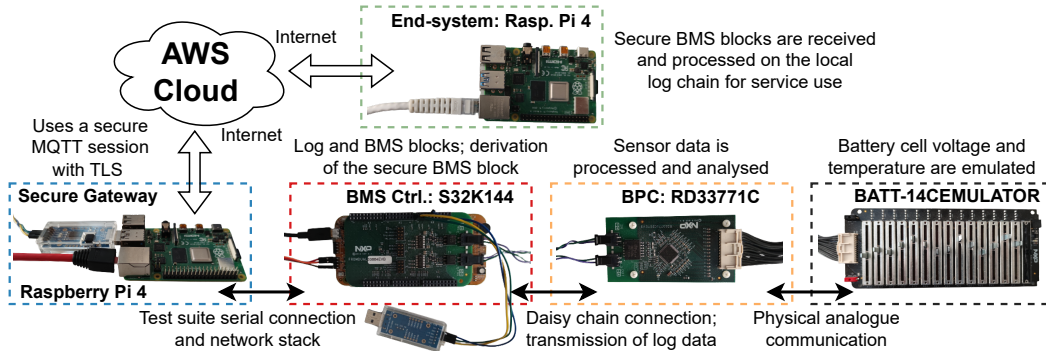 End-system: Rasp. Pi 4
AWS
Cloud
Internet
Secure BMS blocks are received
and processed on the local
log chain for service use
Uses a secure
MQTT session
with TLS
Internet
Log and BMS blocks; derivation
of the secure BMS block
Sensor data is
processed and analysed
Battery cell voltage and
temperature are emulated
Secure Gateway
Raspberry Pi 4
BMS Ctrl.: S32K144
NXP
BPC: RD33771C
NXP
BATT-14CEMULATOR
Test suite serial connection
and network stack
Daisy chain connection;
transmission of log data
Physical analogue
communication